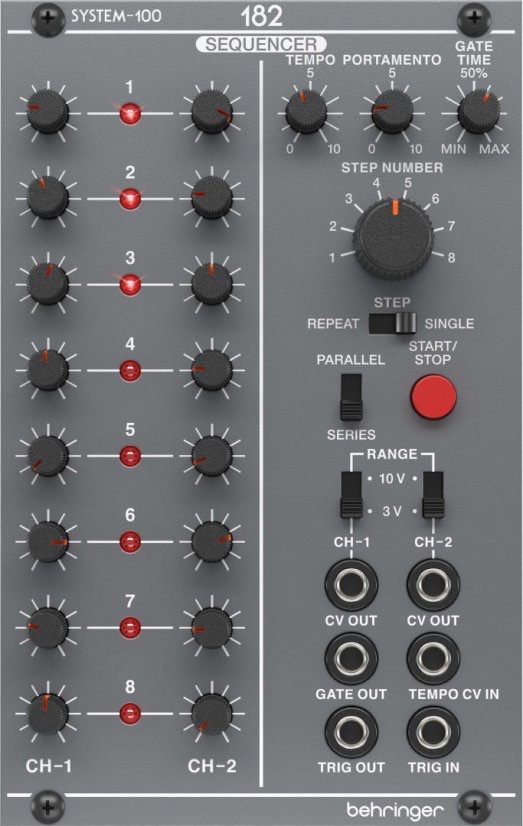 SYSTEM-100
182
SEQUENCER
TEMPO
PORTAMENTO
GATE
TIME
5
5
50%
0
10
0
10
MIN
MAX
STEP NUMBER
1
2
3
4
5
6
7
8
STEP
REPEAT
SINGLE
PARALLEL
SERIES
START/
STOP
RANGE
10 V
3 V
CH-1
CH-2
CV OUT
CV OUT
GATE OUT
TEMPO CV IN
TRIG OUT
TRIG IN
1
2
3
4
5
6
7
8
CH-1
CH-2
behringer